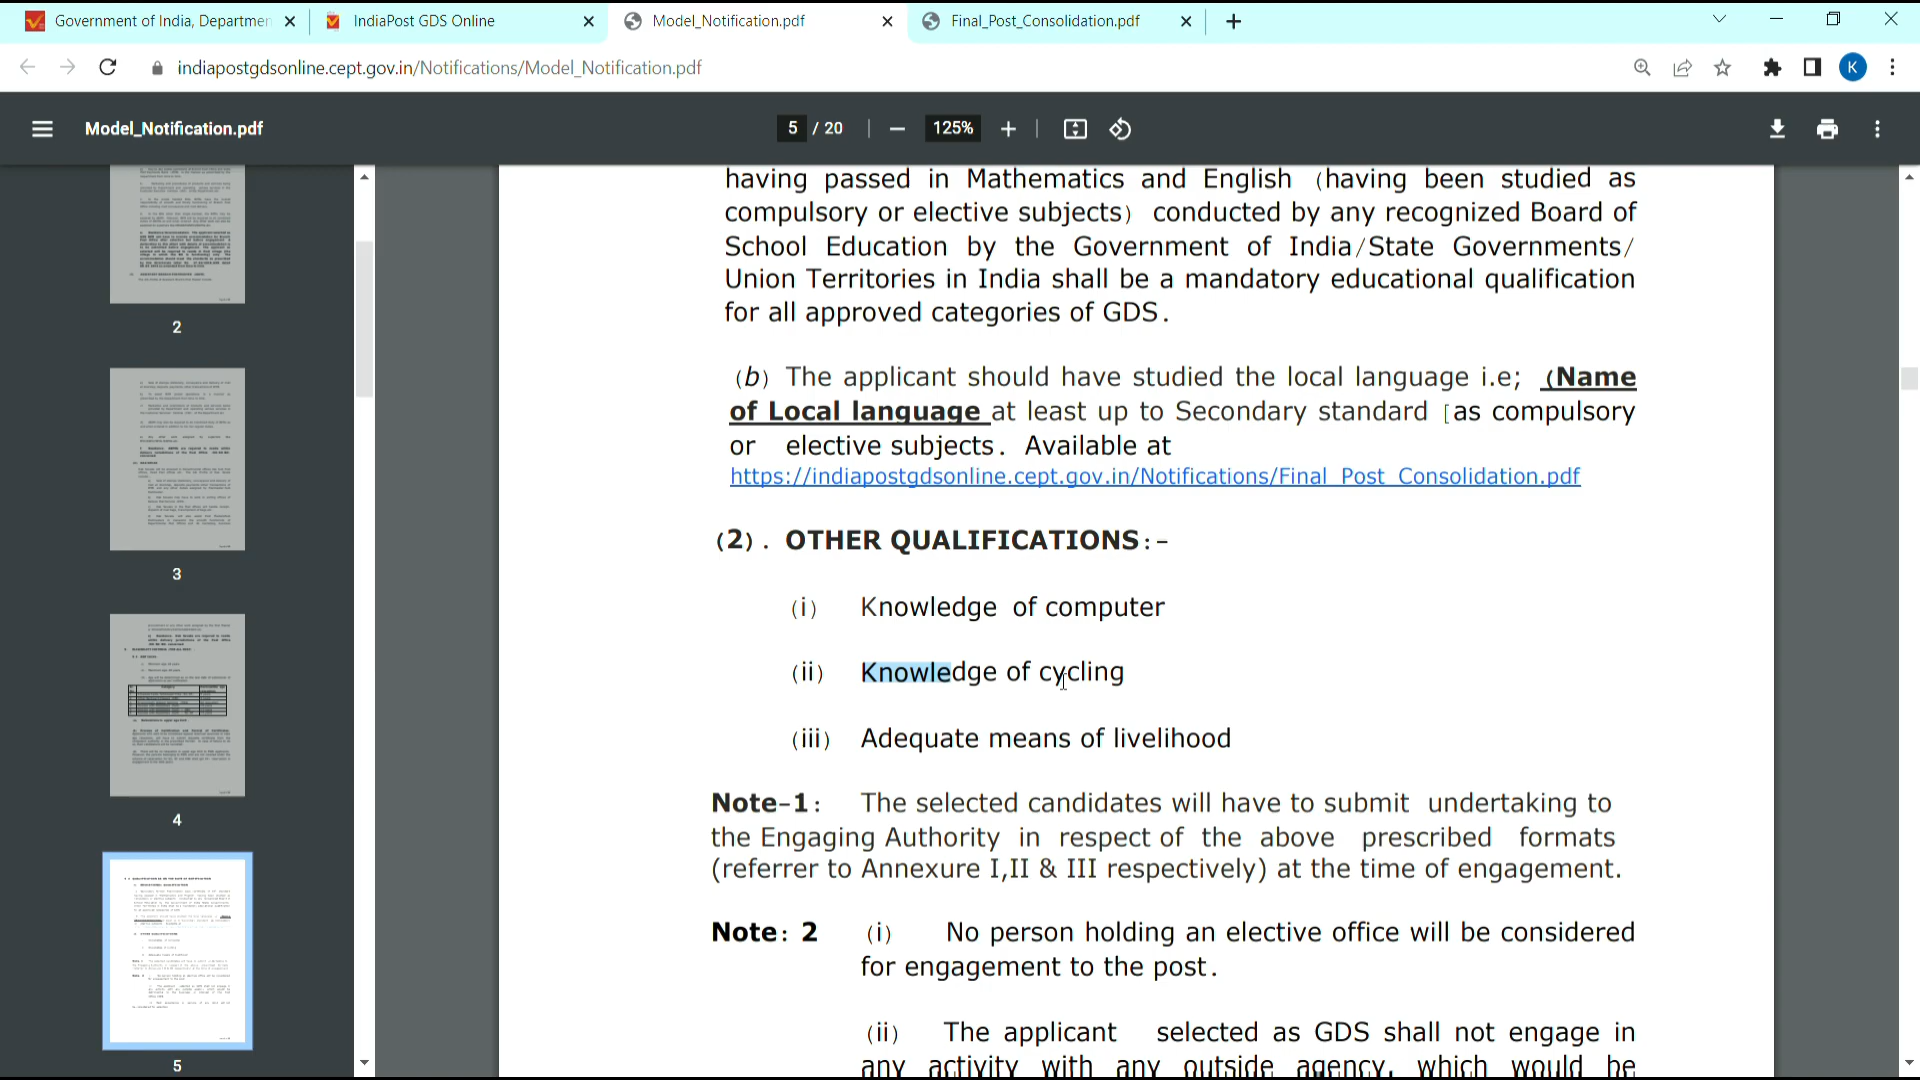 Government of India, Departmen
IndiaPost GDS Online
Model_Notification.pdf
Final_Post_Consolidation.pdf
indiapostgdsonline.cept.gov.in/Notifications/Model_Notification.pdf
K
Model_Notification.pdf
5 / 20
125%
2
3
4
5
having passed in Mathematics and English (having been studied as
compulsory or elective subjects) conducted by any recognized Board of
School Education by the Government of India/State Governments/
Union Territories in India shall be a mandatory educational qualification
for all approved categories of GDS.
(b) The applicant should have studied the local language i.e; (Name
of Local language at least up to Secondary standard [as compulsory
or elective subjects. Available at
https://indiapostgdsonline.cept.gov.in/Notifications/Final_Post_Consolidation.pdf
(2). OTHER QUALIFICATIONS:-
(i) Knowledge of computer
(ii) Knowledge of cycling
(iii) Adequate means of livelihood
Note-1: The selected candidates will have to submit undertaking to
the Engaging Authority in respect of the above prescribed formats
(referrer to Annexure I,II & III respectively) at the time of engagement.
Note: 2 (i) No person holding an elective office will be considered
for engagement to the post.
(ii) The applicant selected as GDS shall not engage in
any activity with any outside agency, which would be